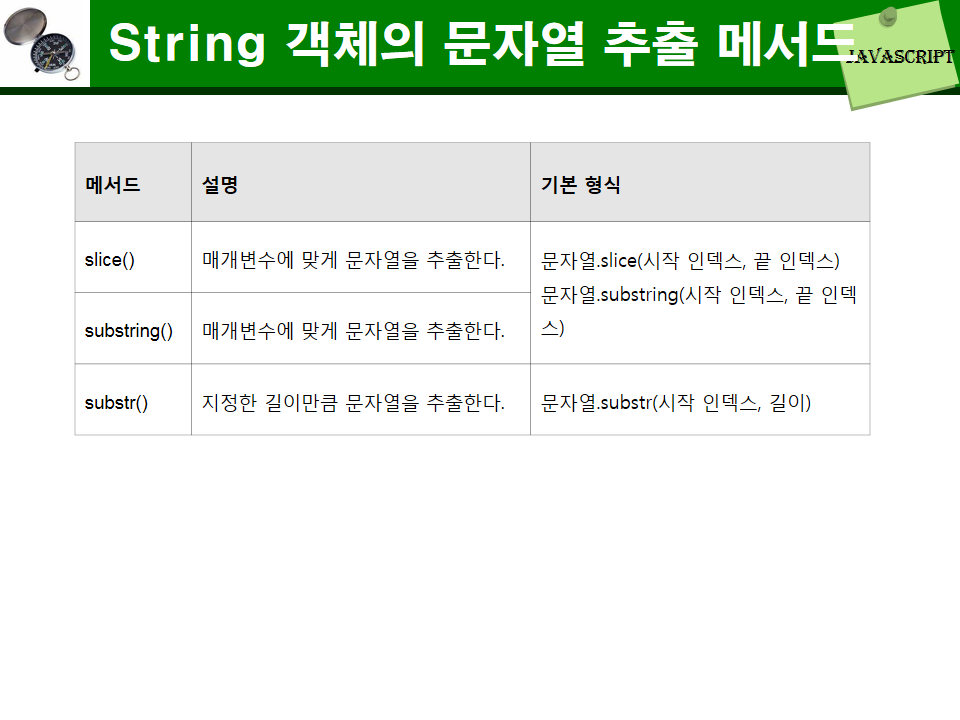 String 객체의 문자열 추출 메서드
JAVASCRIPT
메서드 설명 기본 형식
slice() 매개변수에 맞게 문자열을 추출한다. 문자열.slice(시작 인덱스, 끝 인덱스)
문자열.substring(시작 인덱스, 끝 인덱
스)
substring() 매개변수에 맞게 문자열을 추출한다.
substr() 지정한 길이만큼 문자열을 추출한다. 문자열.substr(시작 인덱스, 길이)